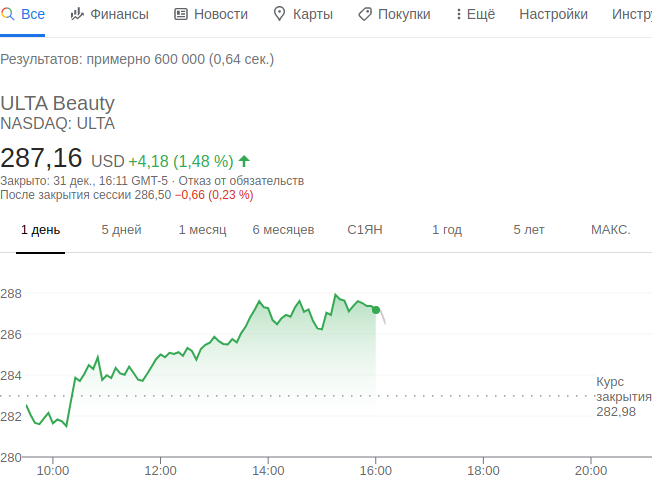 Все Финансы Новости Карты Покупки Ещё Настройки Инстру
Результатов: примерно 600 000 (0,64 сек.)
ULTA Beauty
NASDAQ: ULTA
287,16 USD +4,18 (1,48 %)
Закрыто: 31 дек., 16:11 GMT-5 · Отказ от обязательств
После закрытия сессии 286,50 −0,66 (0,23 %)
1 день 5 дней 1 месяц 6 месяцев С1ЯН 1 год 5 лет МАКС.
288
286
284
Курс
закрытия
282,98
282
280
10:00 12:00 14:00 16:00 18:00 20:00